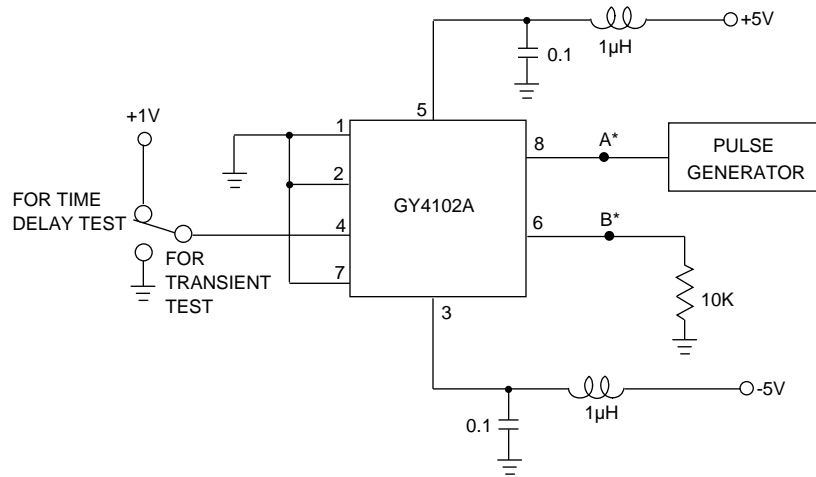 +5V
1µH
0.1
5
+1V
1
8
A*
PULSE
GENERATOR
2
GY4102A
FOR TIME
DELAY TEST
4
6
B*
FOR
TRANSIENT
TEST
7
10K
3
-5V
1µH
0.1